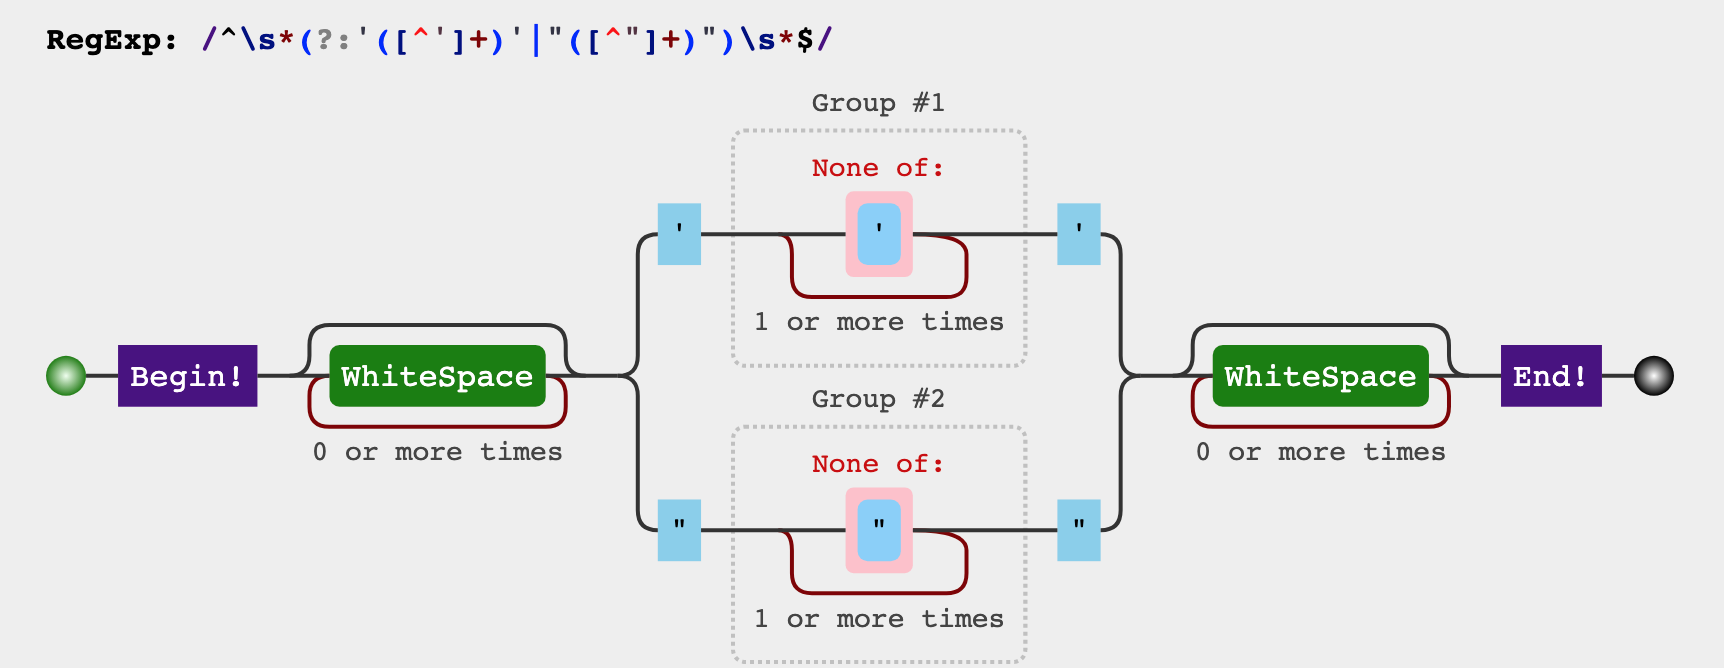 RegExp: /^\s*(?:'([^']+)'|"([^"]+)")\s*$/
Group #1
None of:
' ' '
1 or more times
Begin! WhiteSpace WhiteSpace End!
0 or more times 0 or more times
Group #2
None of:
" " "
1 or more times